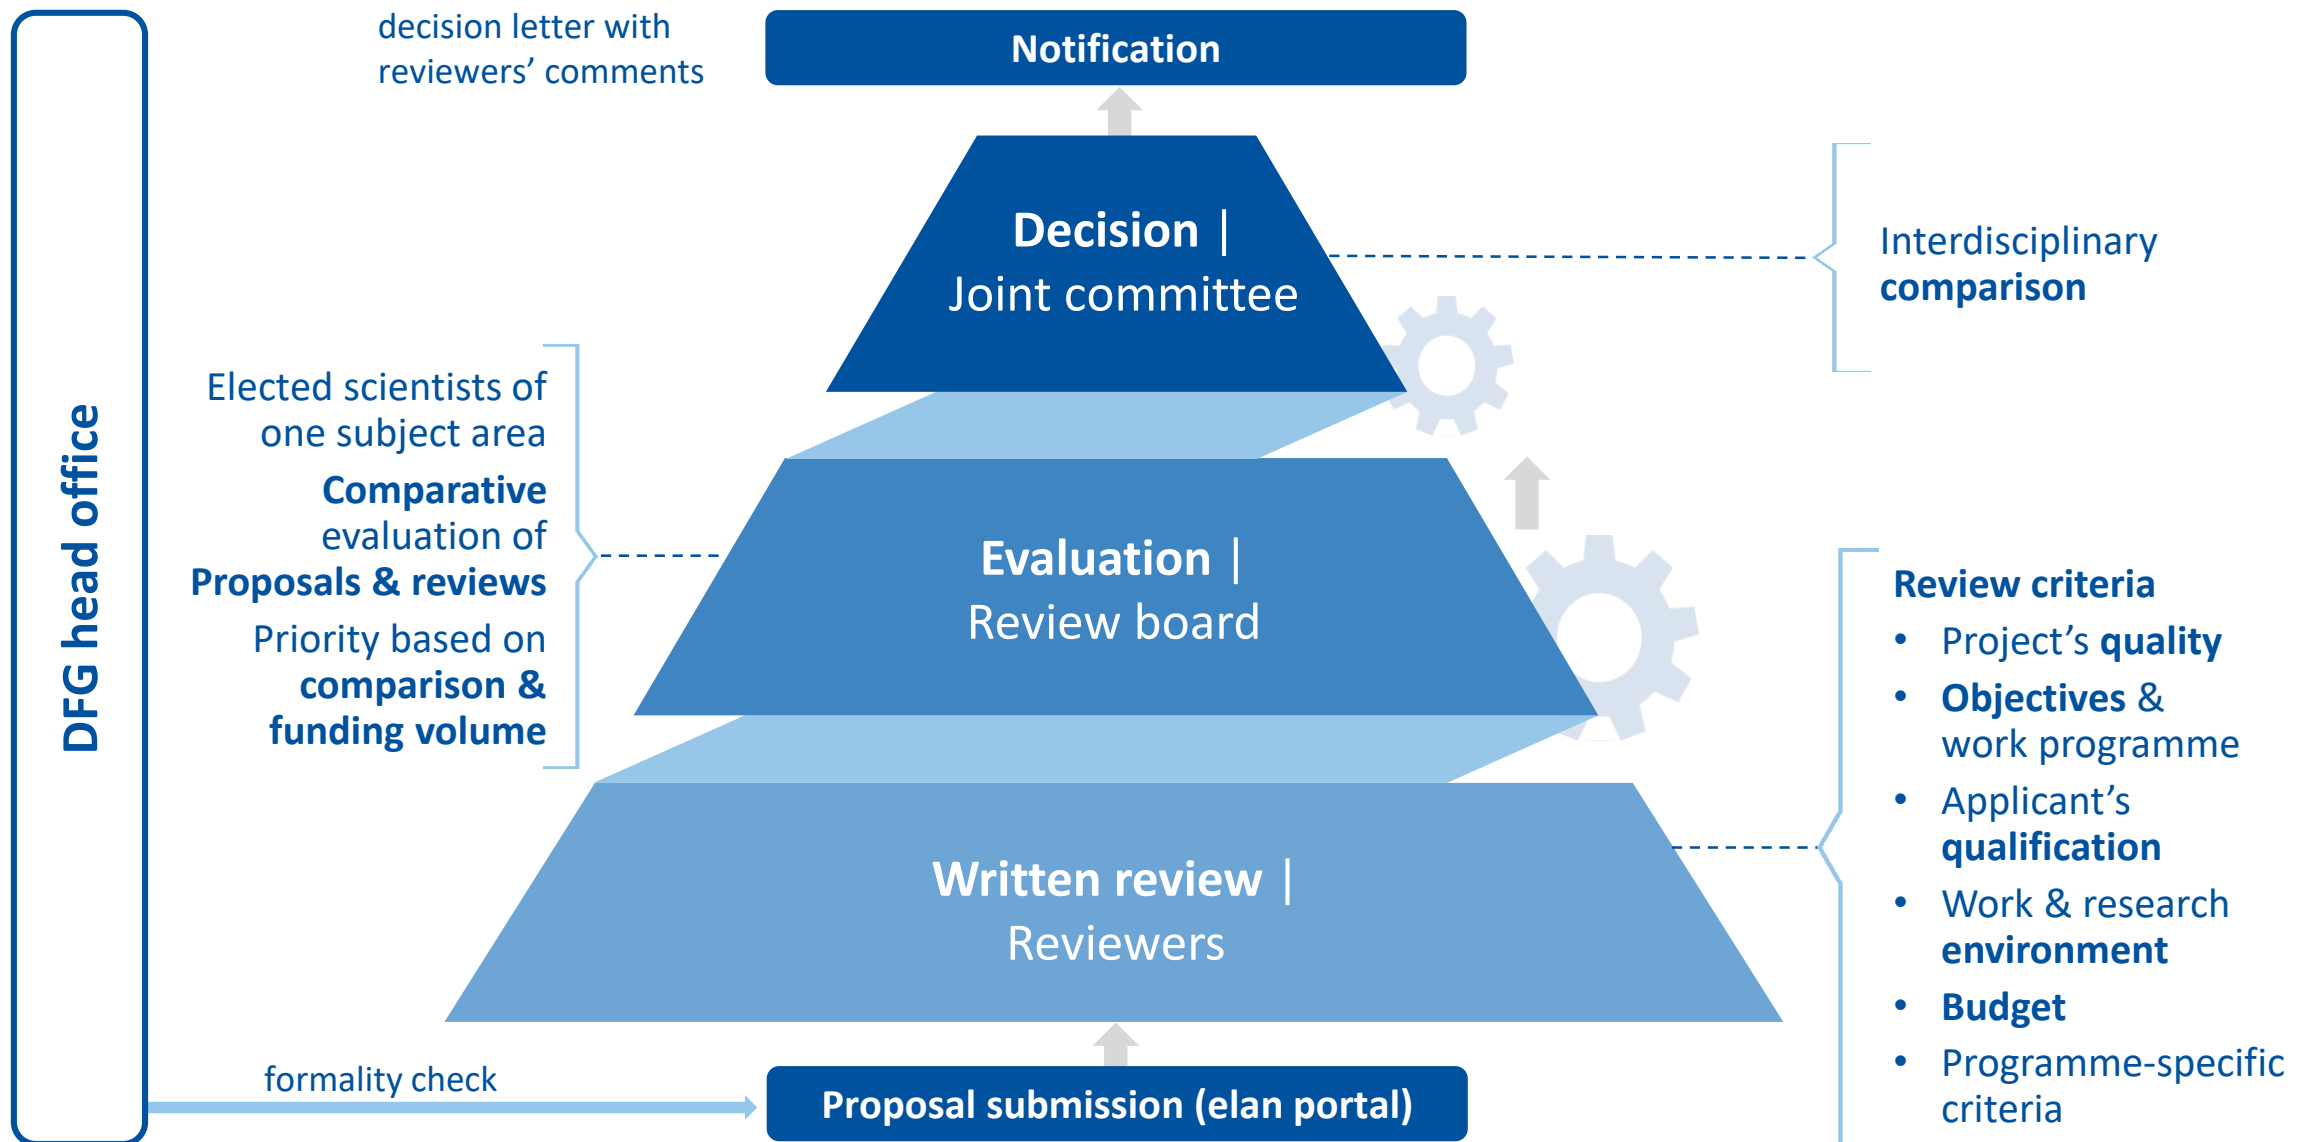 DFG head office
decision letter with
reviewers’ comments
Notification
Decision |
Joint committee
Interdisciplinary
comparison
Elected scientists of
one subject area
Comparative
evaluation of
Proposals & reviews
Priority based on
comparison &
funding volume
Evaluation |
Review board
Written review |
Reviewers
Review criteria
• Project’s quality
• Objectives &
work programme
• Applicant’s
qualification
• Work & research
environment
• Budget
• Programme-specific
criteria
formality check
Proposal submission (elan portal)